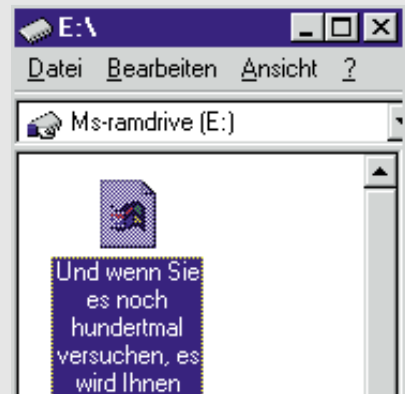 E:\
Datei Bearbeiten Ansicht ?
Ms-ramdrive (E:)
Und wenn Sie
es noch
hundertmal
versuchen, es
wird Ihnen